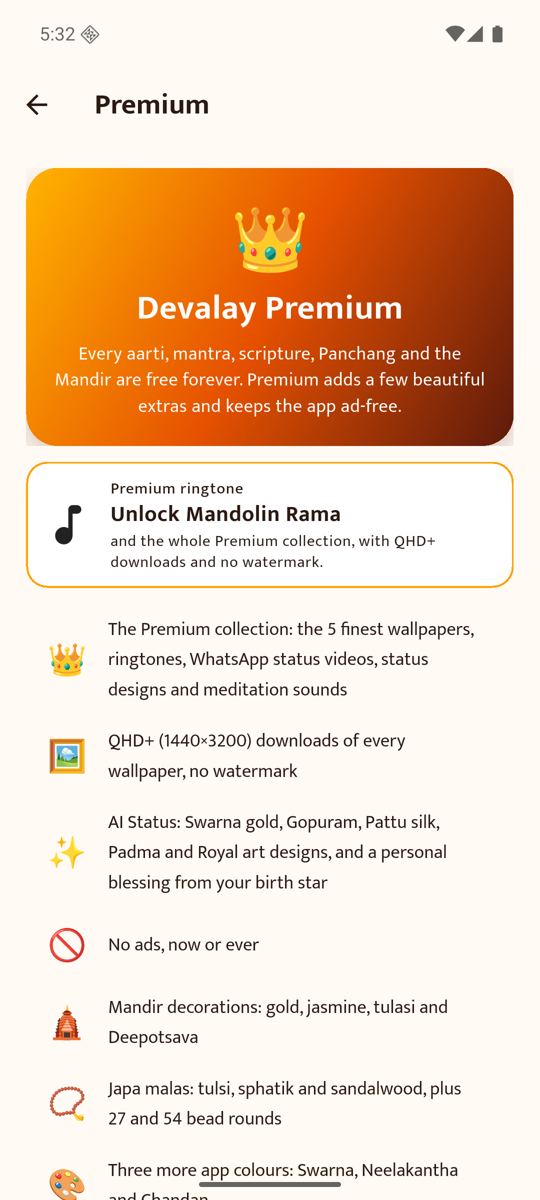 5:32
Premium
Devalay Premium
Every aarti, mantra, scripture, Panchang and the
Mandir are free forever. Premium adds a few beautiful
extras and keeps the app ad-free.
Premium ringtone
Unlock Mandolin Rama
and the whole Premium collection, with QHD+
downloads and no watermark.
The Premium collection: the 5 finest wallpapers,
ringtones, WhatsApp status videos, status
designs and meditation sounds
QHD+ (1440×3200) downloads of every
wallpaper, no watermark
AI Status: Swarna gold, Gopuram, Pattu silk,
Padma and Royal art designs, and a personal
blessing from your birth star
No ads, now or ever
Mandir decorations: gold, jasmine, tulasi and
Deepotsava
Japa malas: tulsi, sphatik and sandalwood, plus
27 and 54 bead rounds
Three more app colours: Swarna, Neelakantha
and Chandan